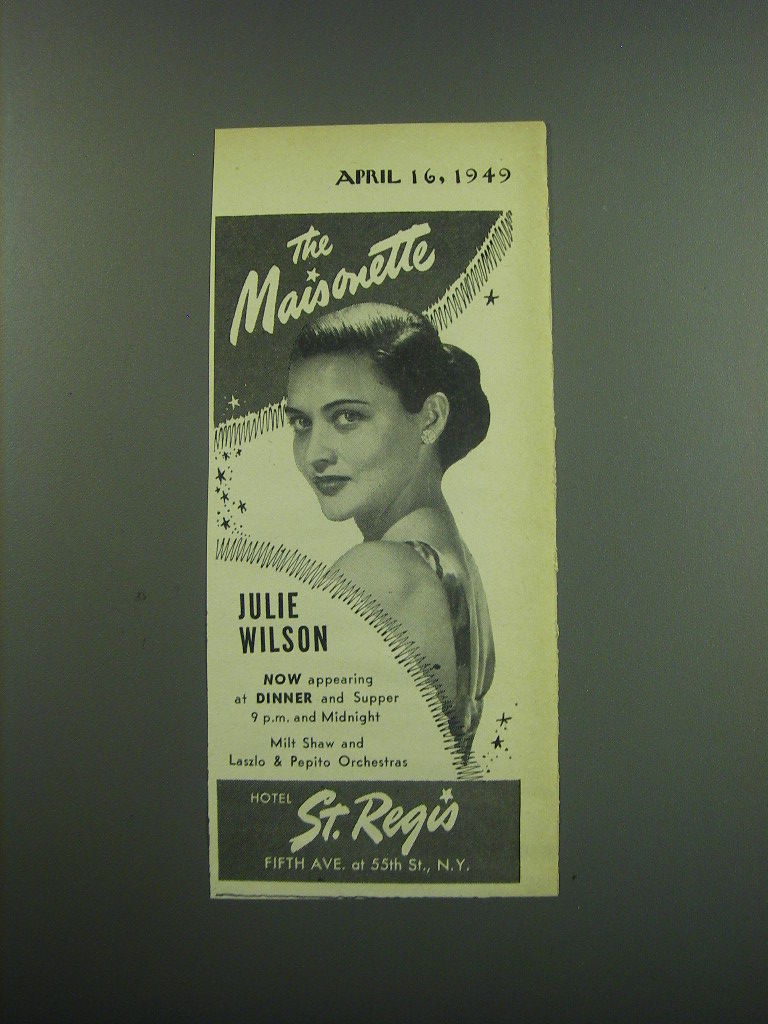 APRIL 16, 1949
The
Maisonette
JULIE
WILSON
NOW appearing
at DINNER and Supper
9 p.m. and Midnight
Milt Shaw and
Laszlo & Pepito Orchestras
HOTEL St. Regis
FIFTH AVE. at 55th St., N.Y.